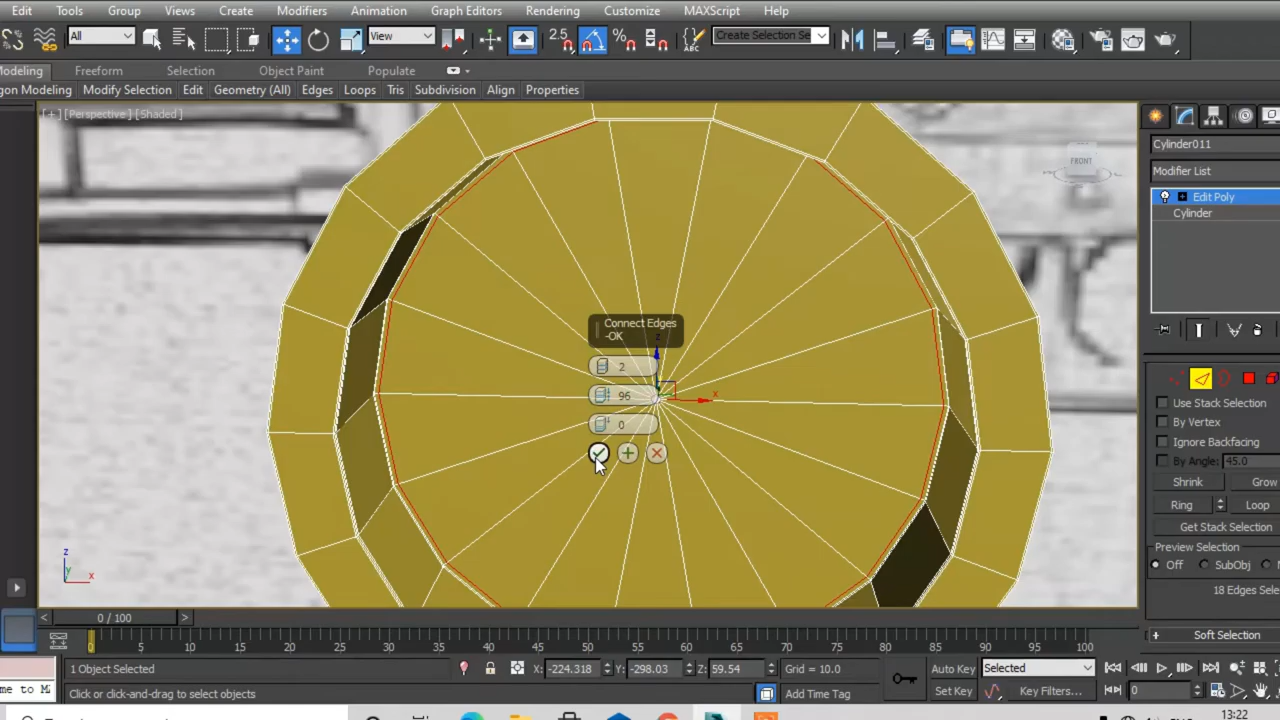 Edit Tools Group Views Create Modifiers Animation Graph Editors Rendering Customize MAXScript Help
All View 2.5 % ABC Create Selection Se
odeling Freeform Selection Object Paint Populate
gon Modeling Modify Selection Edit Geometry (All) Edges Loops Tris Subdivision Align Properties
[+] [Perspective] [Shaded]
FRONT
Cylinder011
Modifier List
Edit Poly
Cylinder
Connect Edges
-OK
2
96
0
z
x
Use Stack Selection
By Vertex
Ignore Backfacing
By Angle: 45.0
Shrink Grow
Ring Loop
Get Stack Selection
Preview Selection
Off SubObj
18 Edges Sele
Soft Selection
z
y
x
< 0 / 100 >
0 5 10 15 20 25 30 35 40 45 50 55 60 65 70 75 80 85 90 95 100
1 Object Selected X: -224.318 Y: -298.03 Z: 59.54 Grid = 10.0 Auto Key Selected
me to M
Click or click-and-drag to select objects Add Time Tag Set Key Key Filters... 0
13:22